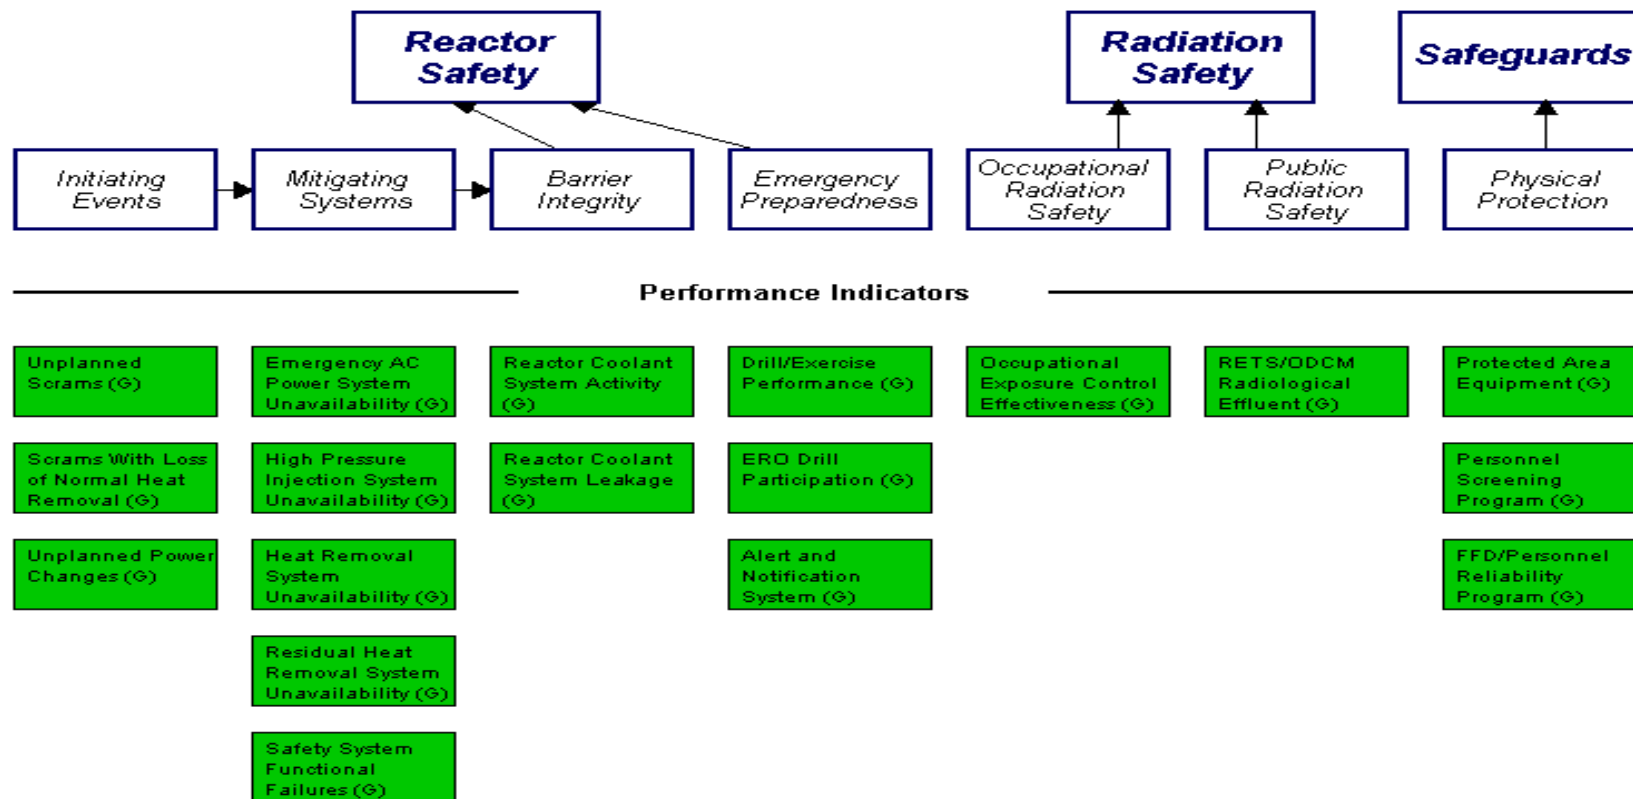 Reactor
Safety
Radiation
Safety
Safeguards
Initiating
Events
Mitigating
Systems
Barrier
Integrity
Emergency
Preparedness
Occupational
Radiation
Safety
Public
Radiation
Safety
Physical
Protection
Performance Indicators
Unplanned
Scrams (G)
Emergency AC
Power System
Unavailability (G)
Reactor Coolant
System Activity
(G)
Drill/Exercise
Performance (G)
Occupational
Exposure Control
Effectiveness (G)
RETS/ODCM
Radiological
Effluent (G)
Protected Area
Equipment (G)
Scrams With Loss
of Normal Heat
Removal (G)
High Pressure
Injection System
Unavailability (G)
Reactor Coolant
System Leakage
(G)
ERO Drill
Participation (G)
Personnel
Screening
Program (G)
Unplanned Power
Changes (G)
Heat Removal
System
Unavailability (G)
Alert and
Notification
System (G)
FFD/Personnel
Reliability
Program (G)
Residual Heat
Removal System
Unavailability (G)
Safety System
Functional
Failures (G)